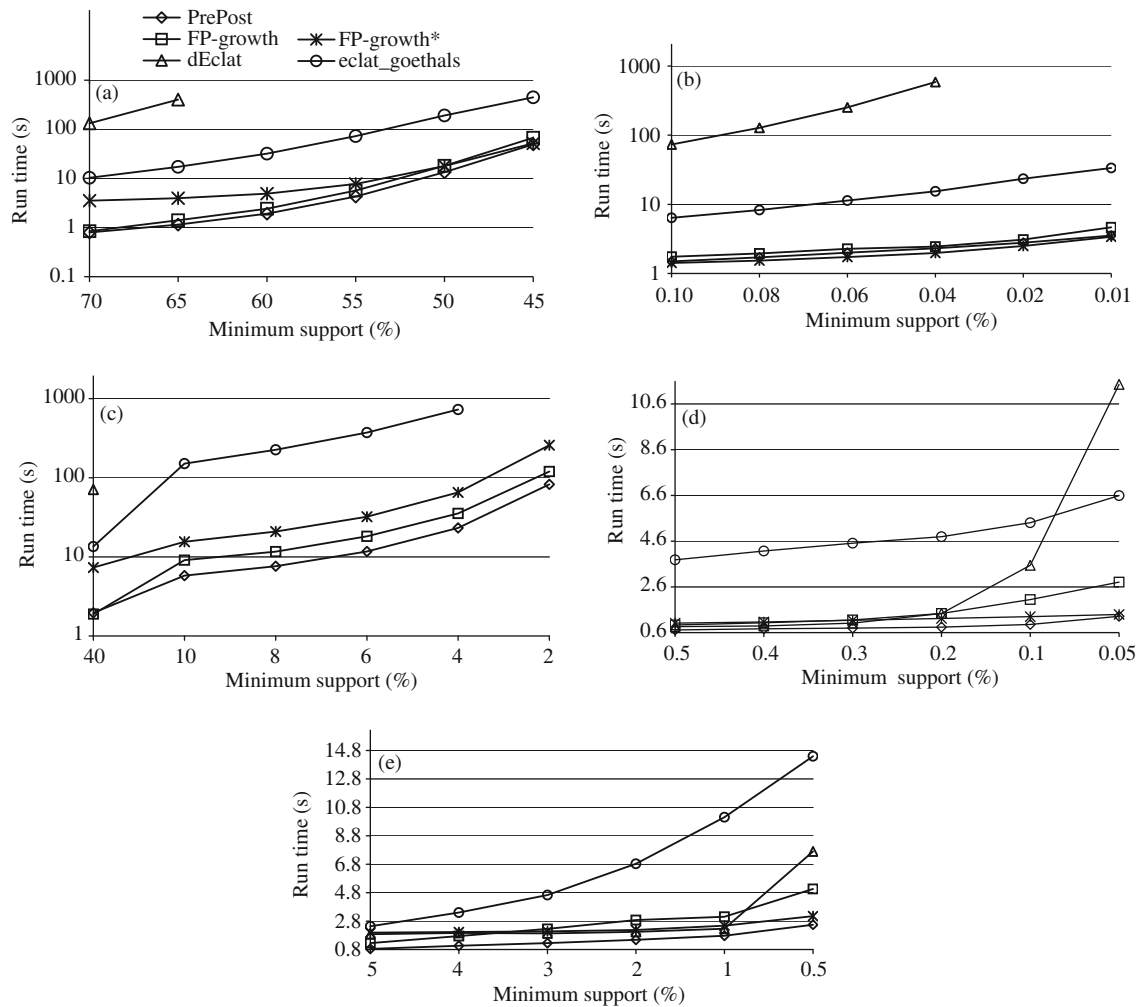 PrePost
FP-growth
FP-growth*
dEclat
eclat_goethals
(a)
Run time (s)
1000
100
10
1
0.1
70 65 60 55 50 45
Minimum support (%)
(b)
Run time (s)
1000
100
10
1
0.10 0.08 0.06 0.04 0.02 0.01
Minimum support (%)
(c)
Run time (s)
1000
100
10
1
40 10 8 6 4 2
Minimum support (%)
(d)
Run time (s)
10.6
8.6
6.6
4.6
2.6
0.6
0.5 0.4 0.3 0.2 0.1 0.05
Minimum support (%)
(e)
Run time (s)
14.8
12.8
10.8
8.8
6.8
4.8
2.8
0.8
5 4 3 2 1 0.5
Minimum support (%)